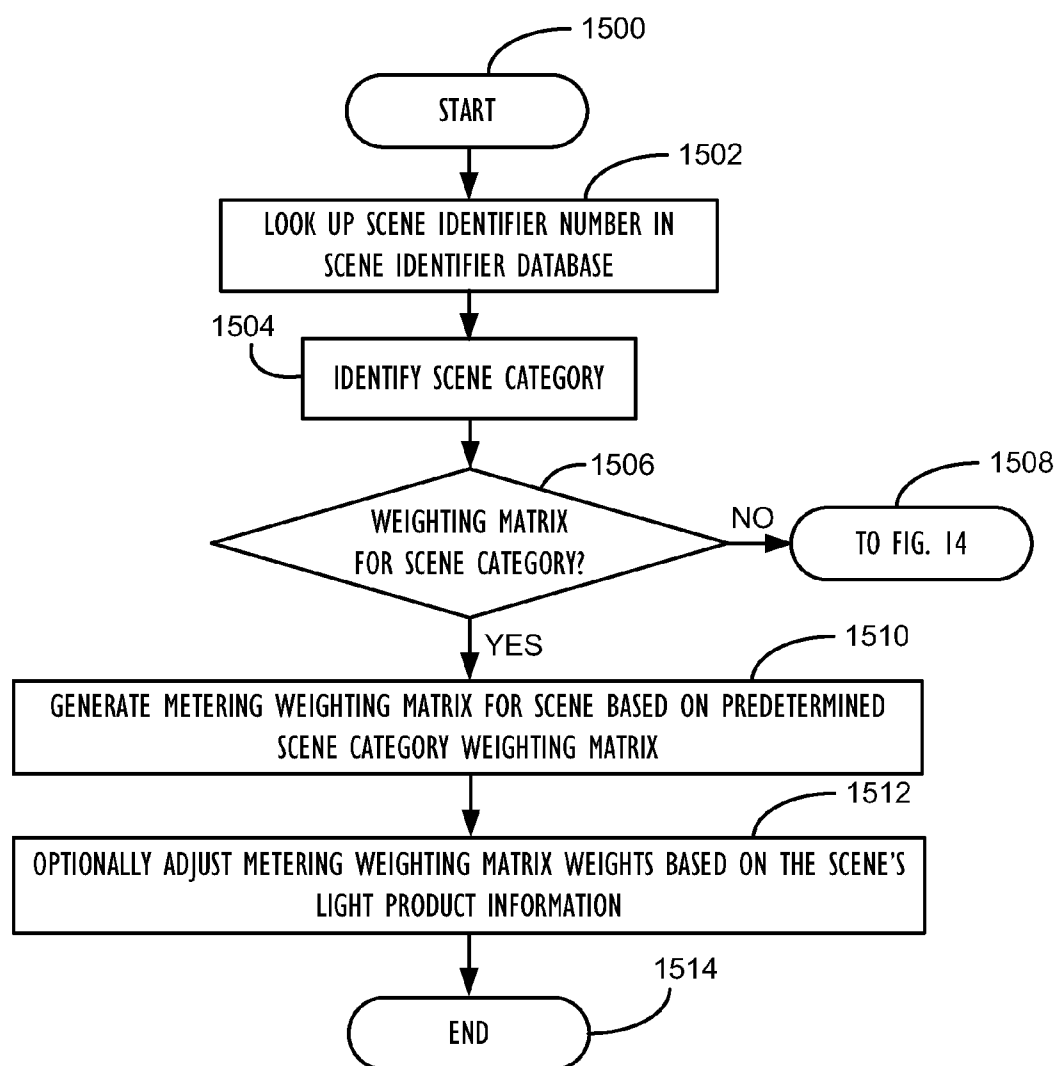 1500
START
1502
LOOK UP SCENE IDENTIFIER NUMBER IN
SCENE IDENTIFIER DATABASE
1504
IDENTIFY SCENE CATEGORY
1506
WEIGHTING MATRIX
FOR SCENE CATEGORY?
NO
1508
TO FIG. 14
YES
1510
GENERATE METERING WEIGHTING MATRIX FOR SCENE BASED ON PREDETERMINED
SCENE CATEGORY WEIGHTING MATRIX
1512
OPTIONALLY ADJUST METERING WEIGHTING MATRIX WEIGHTS BASED ON THE SCENE'S
LIGHT PRODUCT INFORMATION
1514
END